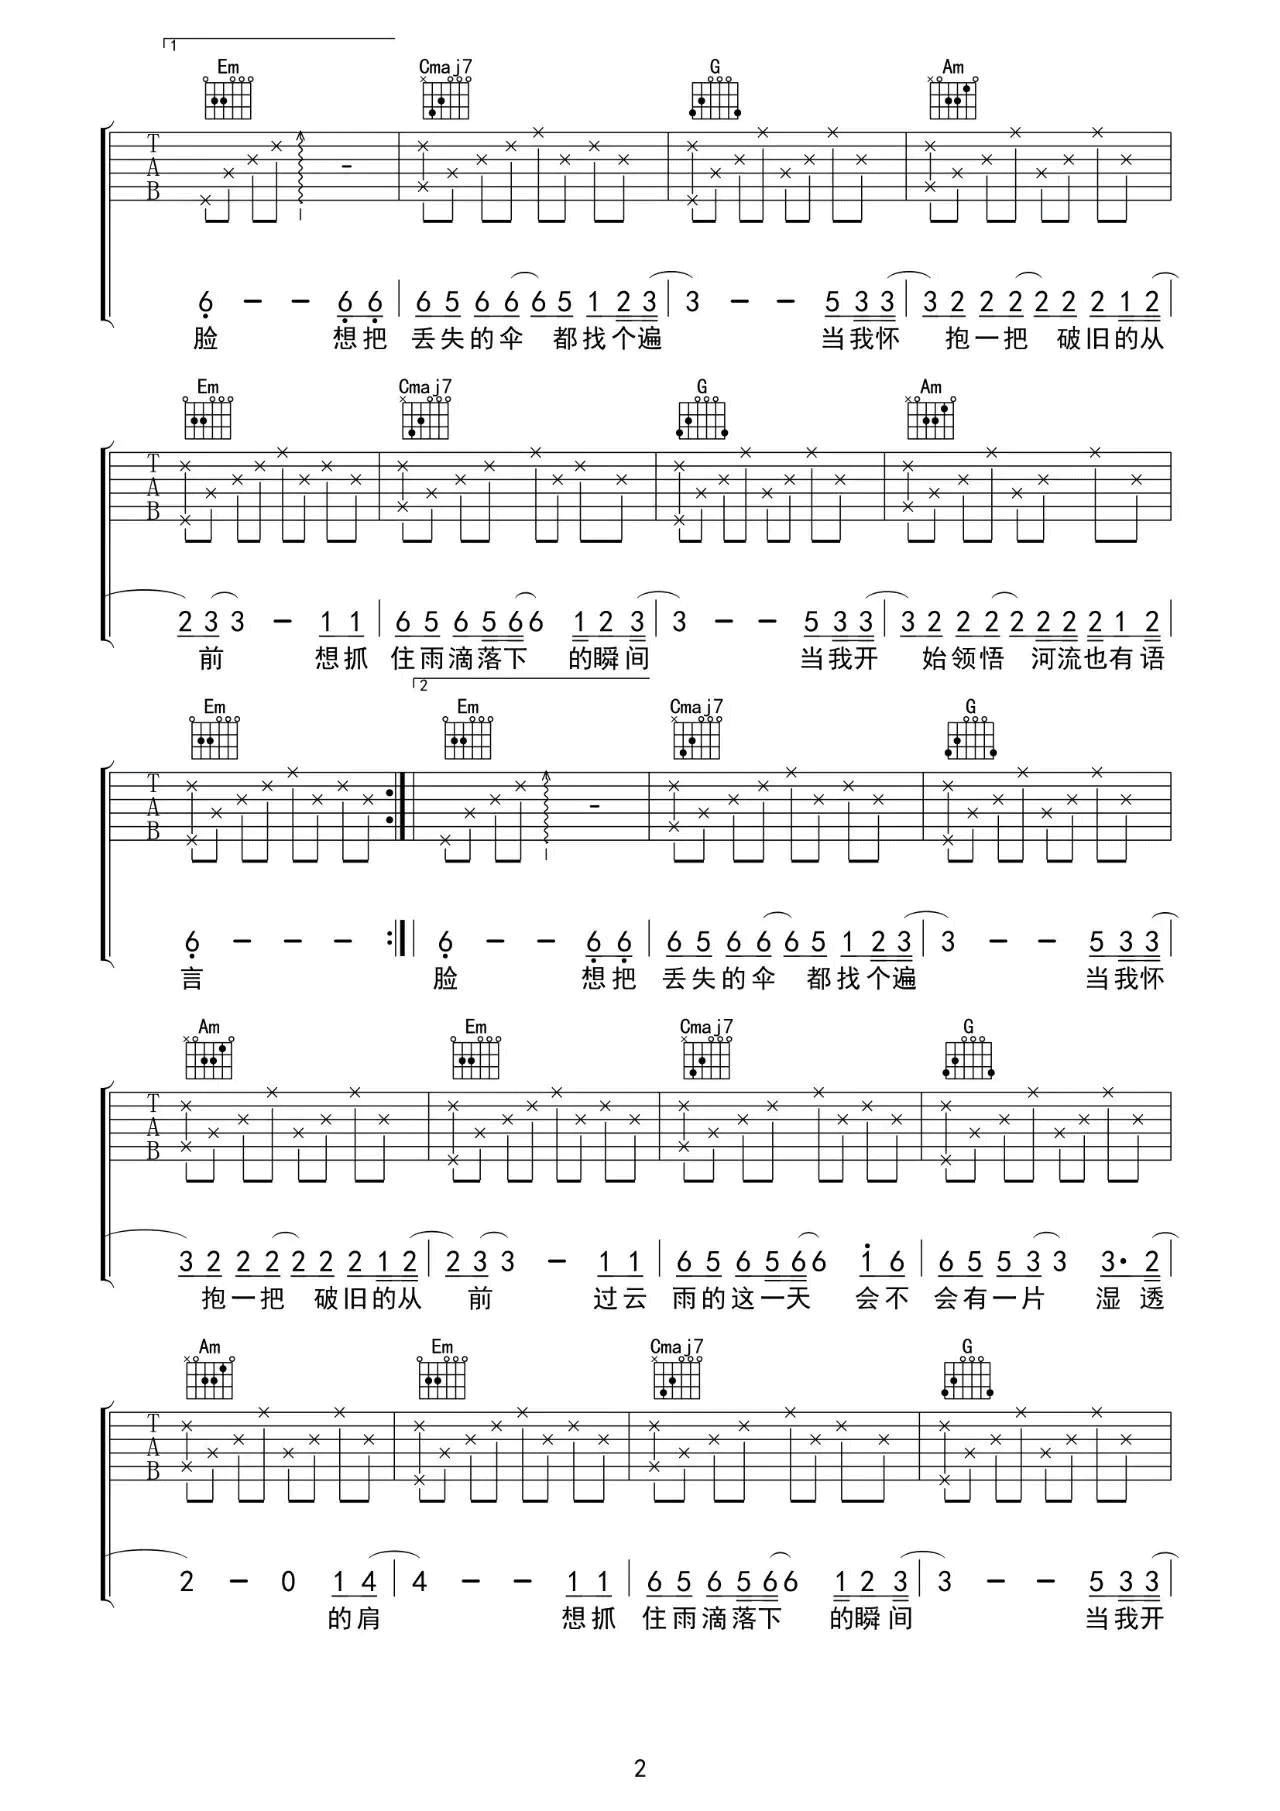 1
Em Cmaj7 G Am
T A B
6 - - 6 6 | 6 5 6 6 6 5 1 2 3 | 3 - - 5 3 3 | 3 2 2 2 2 2 2 1 2 |
脸 想把 丢失的伞 都找个遍 当我怀 抱一把 破旧的从
Em Cmaj7 G Am
T A B
2 3 3 - 1 1 | 6 5 6 5 6 6 1 2 3 | 3 - - 5 3 3 | 3 2 2 2 2 2 2 2 1 2
前 想抓 住雨滴落下 的瞬间 当我开 始领悟 河流也有语
2
Em Em Cmaj7 G
T A B
6 - - - :| 6 - - 6 6 | 6 5 6 6 6 5 1 2 3 | 3 - - 5 3 3 |
言 脸 想把 丢失的伞 都找个遍 当我怀
Am Em Cmaj7 G
T A B
3 2 2 2 2 2 2 1 2 | 2 3 3 - 1 1 | 6 5 6 5 6 6 1 6 | 6 5 5 3 3 3· 2 |
抱一把 破旧的从 前 过云 雨的这一天 会不 会有一片 湿透
Am Em Cmaj7 G
T A B
2 - 0 1 4 | 4 - - 1 1 | 6 5 6 5 6 6 1 2 3 | 3 - - 5 3 3 |
的肩 想抓 住雨滴落下 的瞬间 当我开
2